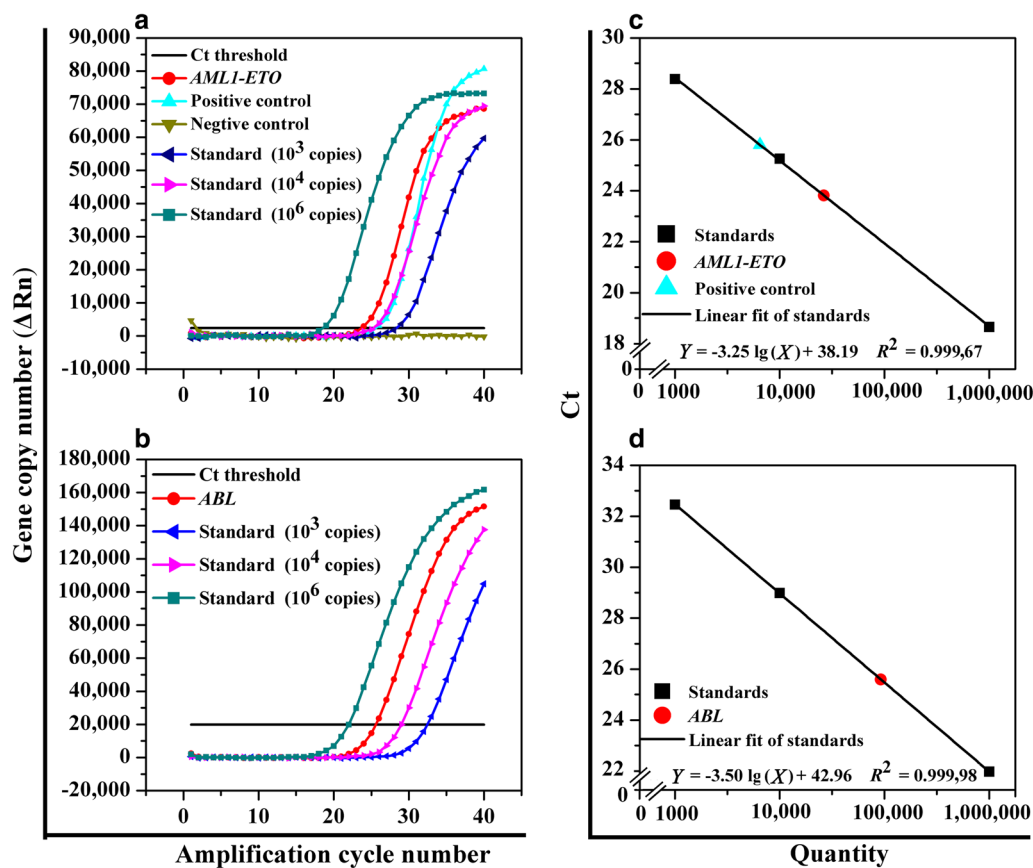 a
90,000
80,000
70,000
60,000
50,000
40,000
30,000
20,000
10,000
0
-10,000
Ct threshold
AML1-ETO
Positive control
Negtive control
Standard (10³ copies)
Standard (10⁴ copies)
Standard (10⁶ copies)
0 10 20 30 40
b
180,000
160,000
140,000
120,000
100,000
80,000
60,000
40,000
20,000
0
-20,000
Ct threshold
ABL
Standard (10³ copies)
Standard (10⁴ copies)
Standard (10⁶ copies)
0 10 20 30 40
Gene copy number (ΔRn)
Amplification cycle number
c
30
28
26
24
22
20
18
0
Standards
AML1-ETO
Positive control
Linear fit of standards
Y = -3.25 lg(X) + 38.19 R² = 0.999,67
0 1000 10,000 100,000 1,000,000
d
34
32
30
28
26
24
22
0
Standards
ABL
Linear fit of standards
Y = -3.50 lg(X) + 42.96 R² = 0.999,98
0 1000 10,000 100,000 1,000,000
Ct
Quantity